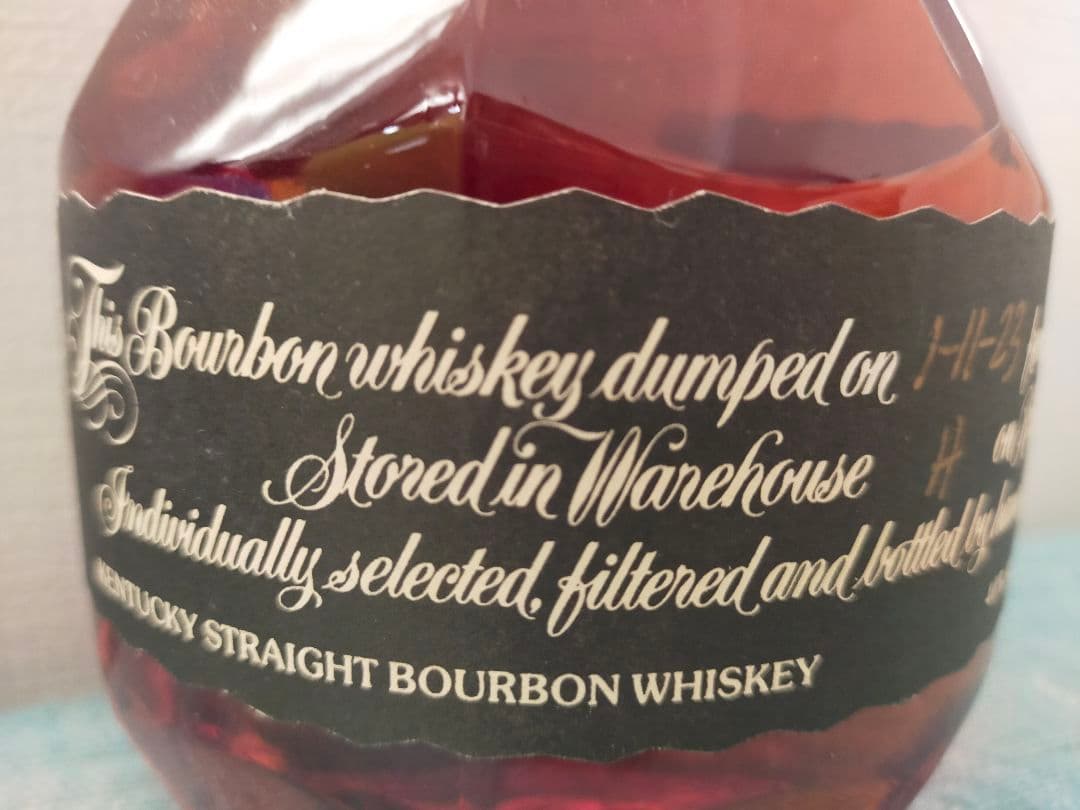 This Bourbon whiskey dumped on 1-11-23
Stored in Warehouse H
Individually selected, filtered and bottled by
KENTUCKY STRAIGHT BOURBON WHISKEY